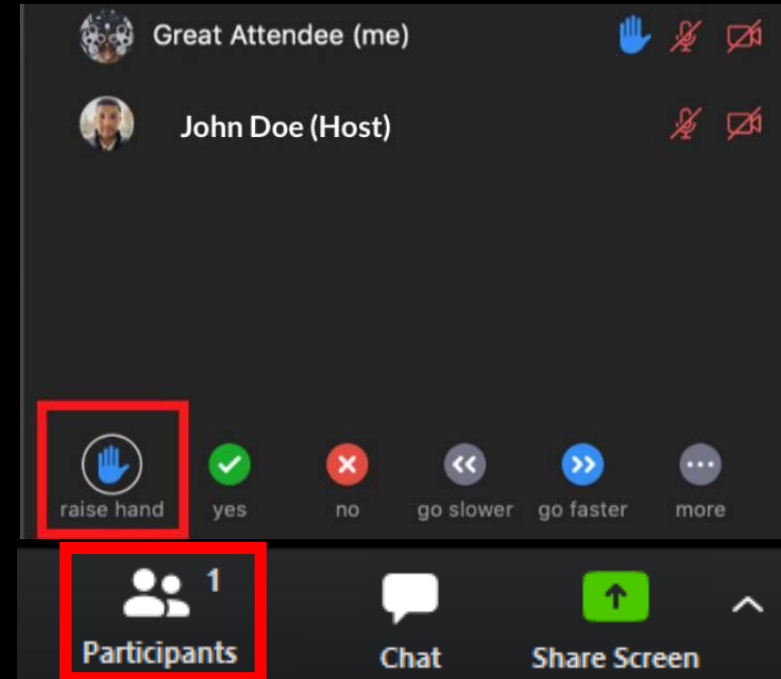 Great Attendee (me)
John Doe (Host)
raise hand yes no go slower go faster more
1
Participants Chat Share Screen